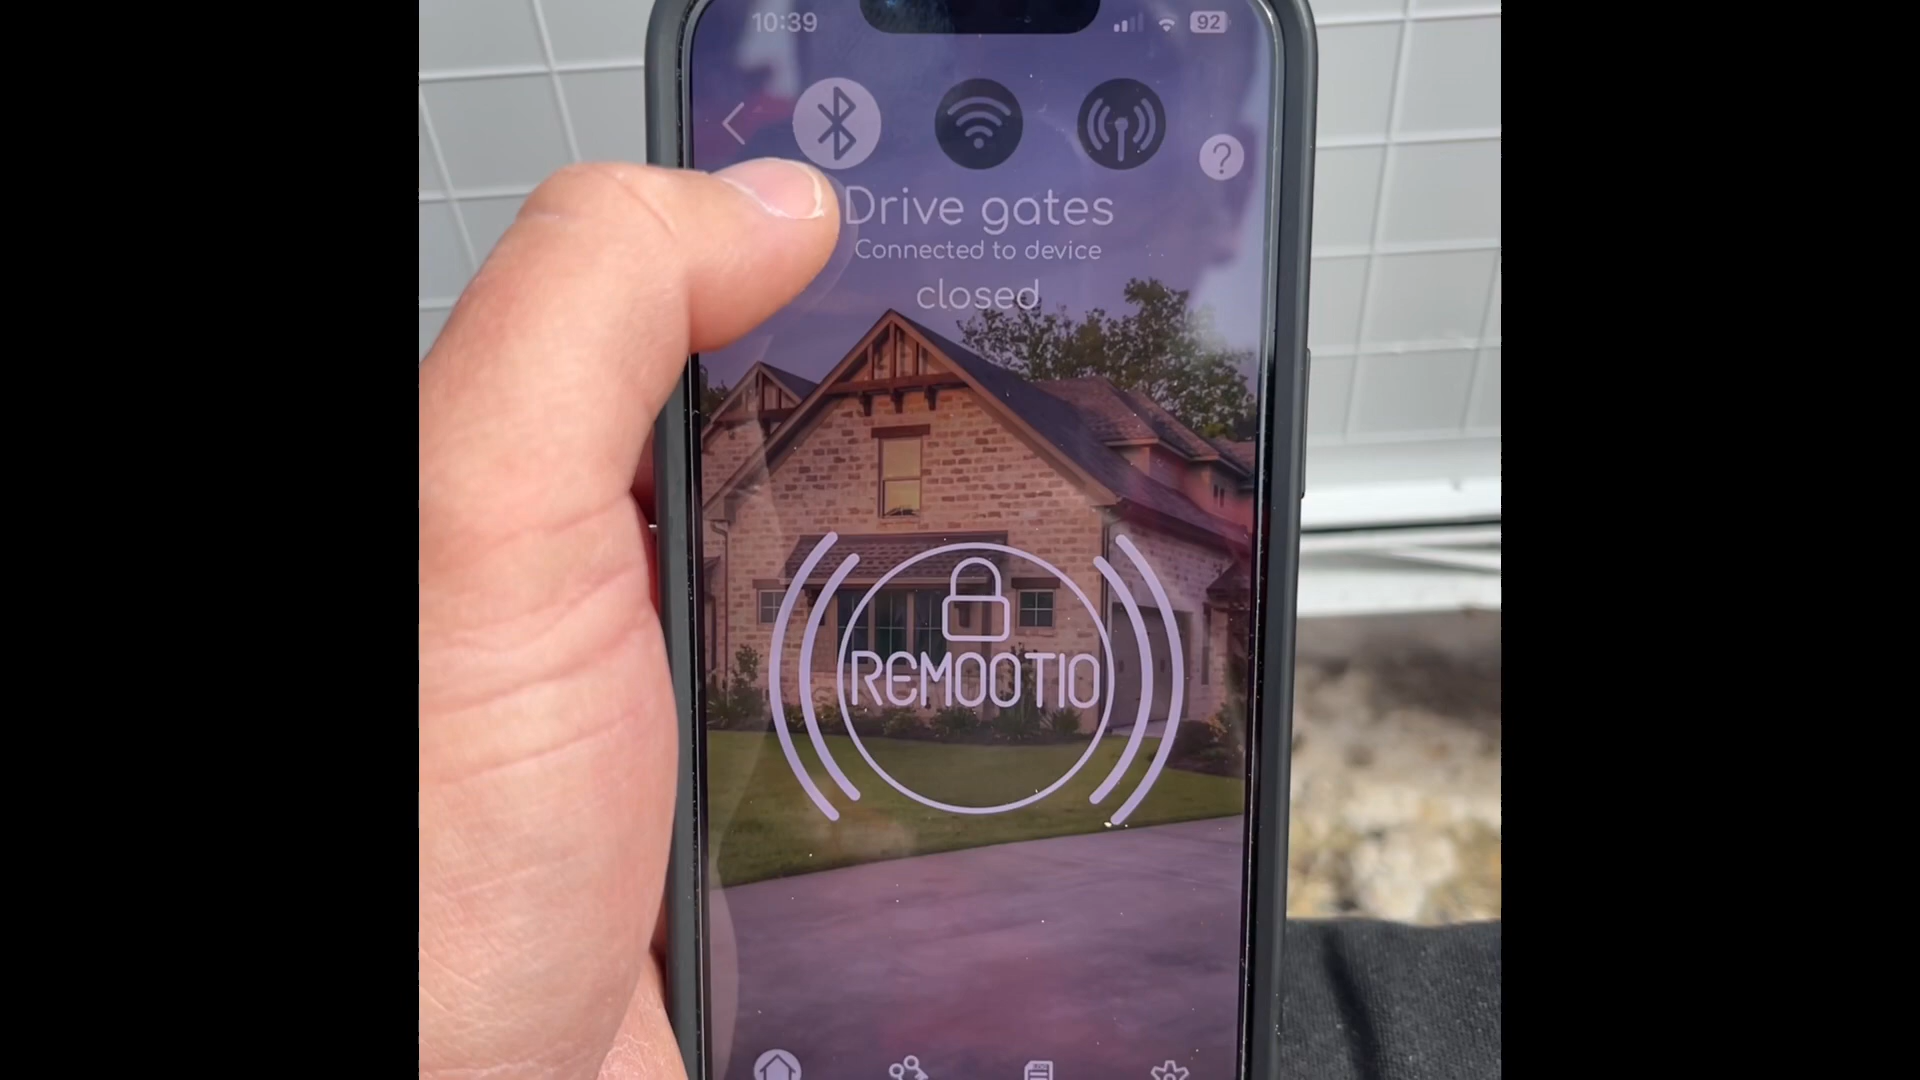 10:39
92
?
Drive gates
Connected to device
closed
REMOOTIO